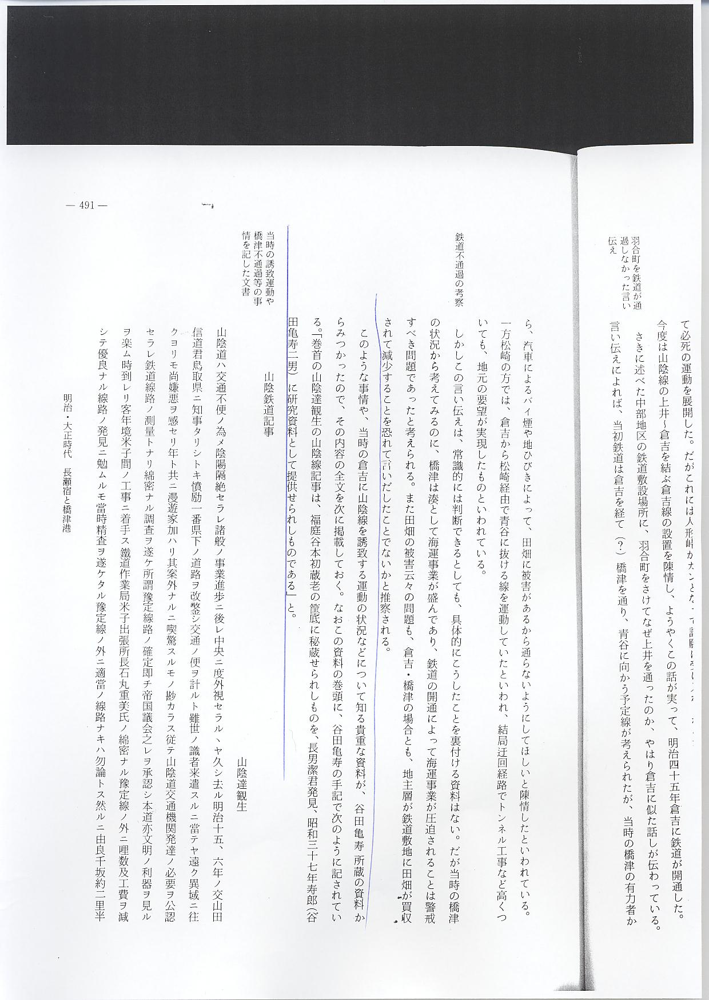 て必死の運動を展開した。だがこれには人形峠がガンとな
今度は山陰線の上井～倉吉を結ぶ倉吉線の設置を陳情し、ようやくこの話が実って、明治四十五年倉吉に鉄道が開通した。
さきに述べた中部地区の鉄道敷設場所に、羽合町をさけてなぜ上井を通ったのか、やはり倉吉に似た話しが伝わっている。
羽合町を鉄道が通
過しなかった言い
伝え
言い伝えによれば、当初鉄道は倉吉を経て（？）橋津を通り、青谷に向かう予定線が考えられたが、当時の橋津の有力者か
ら、汽車によるバイ煙や地ひびきによって、田畑に被害があるから通らないようにしてほしいと陳情したといわれている。
一方松崎の方では、倉吉から松崎経由で青谷に抜ける線を運動していたといわれ、結局迂回経路でトンネル工事など高くつ
いても、地元の要望が実現したものといわれている。
鉄道不通過の考察
しかしこの言い伝えは、常識的には判断できるとしても、具体的にこうしたことを裏付ける資料はない。だが当時の橋津
の状況から考えてみるのに、橋津は湊として海運事業が盛んであり、鉄道の開通によって海運事業が圧迫されることは警戒
すべき問題であったと考えられる。また田畑の被害云々の問題も、倉吉・橋津の場合とも、地主層が鉄道敷地に田畑が買収
されて減少することを恐れて言いだしたことでないかと推察される。
このような事情や、当時の倉吉に山陰線を誘致する運動の状況などについて知る貴重な資料が、谷田亀寿所蔵の資料か
らみつかったので、その内容の全文を次に掲載しておく。なおこの資料の巻頭に、谷田亀寿の手記で次のように記されてい
る。「巻首の山陰達観生の山陰線記事は、福庭谷本初蔵老の筐底に秘蔵せられしものを、長男潔君発見、昭和三十七年寿郎（谷
田亀寿二男）に研究資料として提供せられしものである」と。
当時の誘致運動や
橋津不通過等の事
情を記した文書
山陰鉄道記事
山陰達観生
山陰道ハ交通不便ノ為メ陰陽隔絶セラレ諸般ノ事業進歩ニ後レ中央ニ度外視セラルヽヤ久シ去ル明治十五、六年ノ交山田
信道君鳥取県ニ知事タリシトキ憤励一番県下ノ道路ヲ改鑿シ交通ノ便ヲ計ルト雖世ノ識者来遣スルニ當テヤ遠ク異域ニ往
クヨリモ尚嫌悪ヲ感セリ年ト共ニ漫遊家加ハリ其案外ナルニ喫驚スルモノ尠カラス従テ山陰道交通機関発達ノ必要ヲ公認
セラレ鉄道線路ノ測量トナリ綿密ナル調査ヲ遂ケ所謂豫定線路ノ確定即チ帝国議会之レヲ承認シ本道亦文明ノ利器ヲ見ル
ヲ楽ム時到レリ客年境米子間ノ工事ニ着手ス鐵道作業局米子出張所長石丸重美氏ノ綿密ナル豫定線ノ外ニ哩数及工費ヲ減
シテ優良ナル線路ノ発見ニ勉ムルモ當時精査ヲ遂ケタル豫定線ノ外ニ適當ノ線路ナキハ勿論トス然ルニ由良千坂約二里半
明治・大正時代 長瀬宿と橋津港
— 491 —